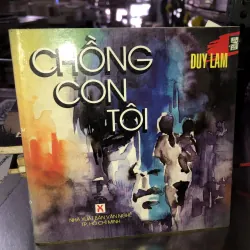 CHỒNG
CON
TÔI
DUY LAM
X
NHÀ XUẤT BẢN VĂN NGHỆ
TP. HỒ CHÍ MINH